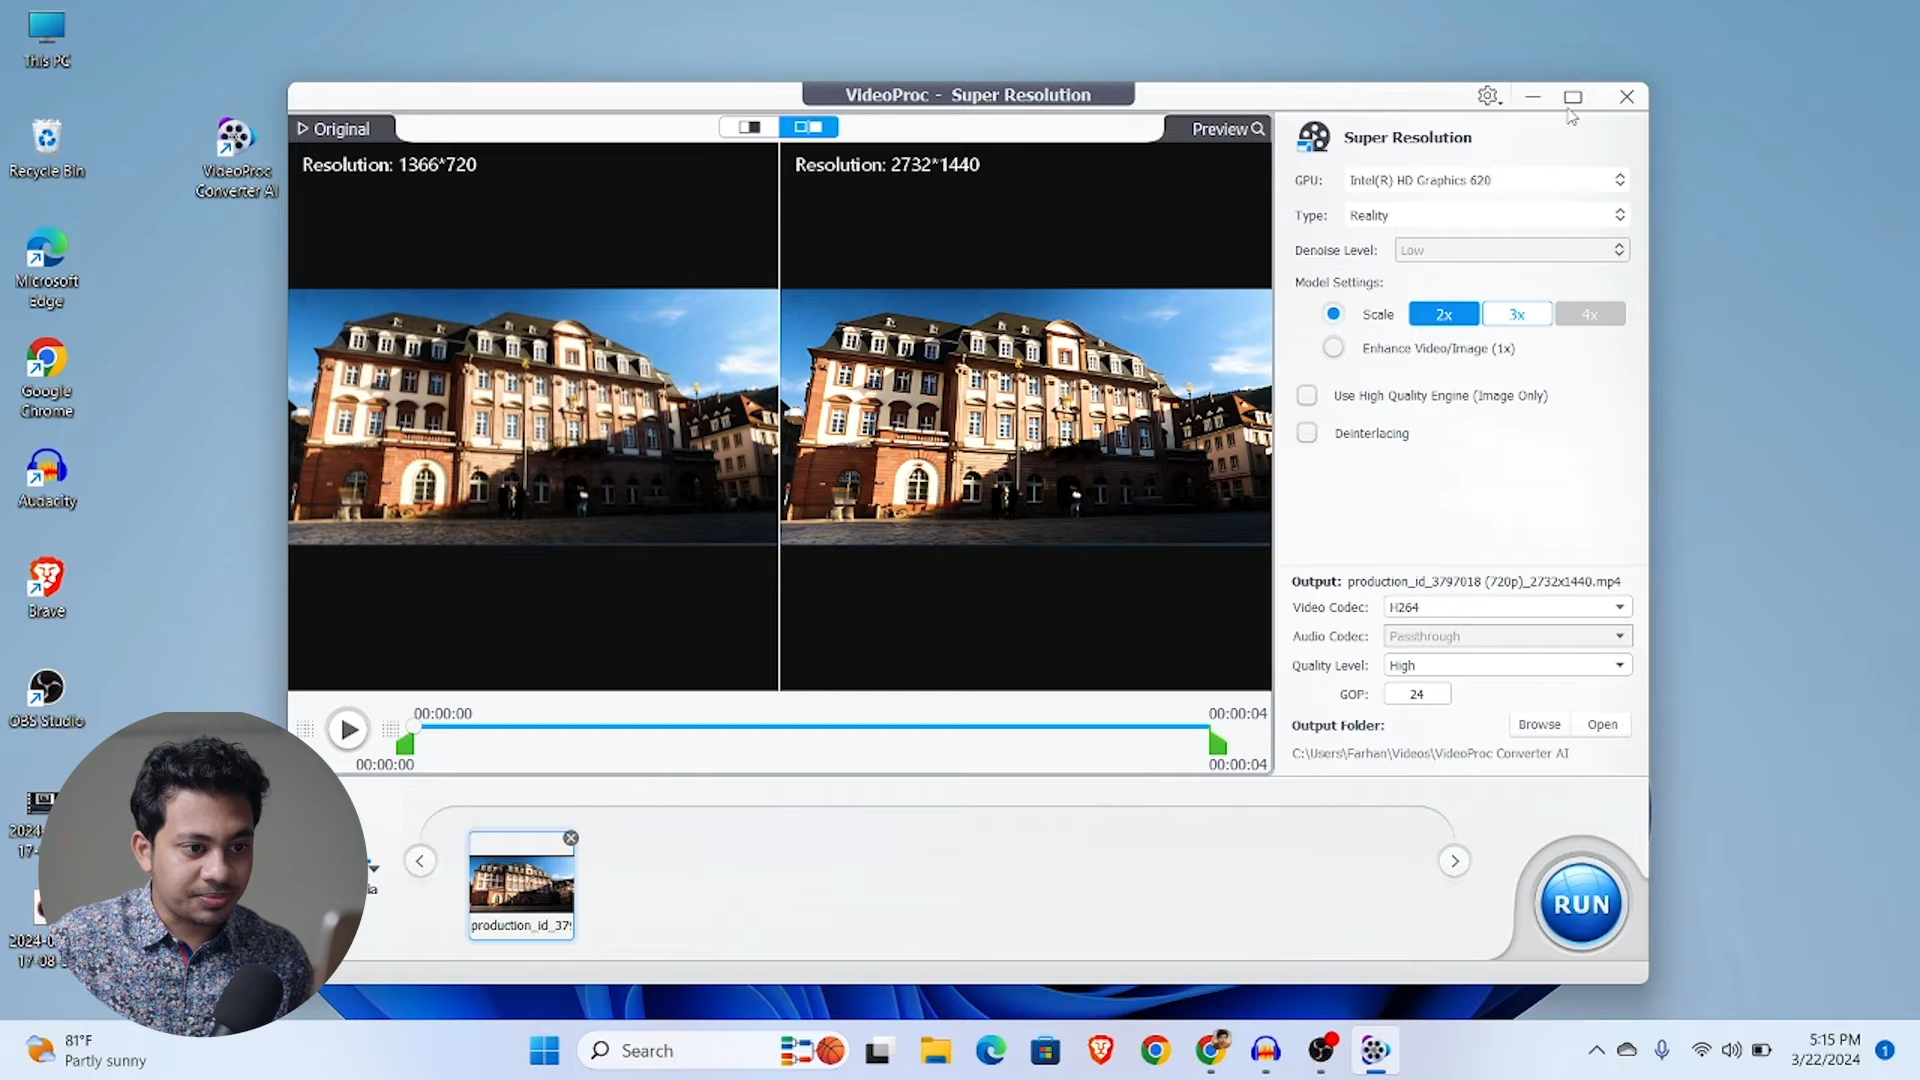 This PC
Recycle Bin
VideoProc
Converter AI
Microsoft
Edge
Google
Chrome
Audacity
Brave
OBS Studio
VideoProc - Super Resolution
Original
Preview
Resolution: 1366*720
Resolution: 2732*1440
Super Resolution
GPU: Intel(R) HD Graphics 620
Type: Reality
Denoise Level: Low
Model Settings:
Scale 2x 3x 4x
Enhance Video/Image (1x)
Use High Quality Engine (Image Only)
Deinterlacing
Output: production_id_3797018 (720p)_2732x1440.mp4
Video Codec: H264
Audio Codec: Passthrough
Quality Level: High
GOP: 24
Output Folder: Browse Open
C:\Users\Farhan\Videos\VideoProc Converter AI
00:00:00 00:00:04
00:00:00 00:00:04
production_id_37
RUN
81°F
Partly sunny
Search
5:15 PM
3/22/2024
1